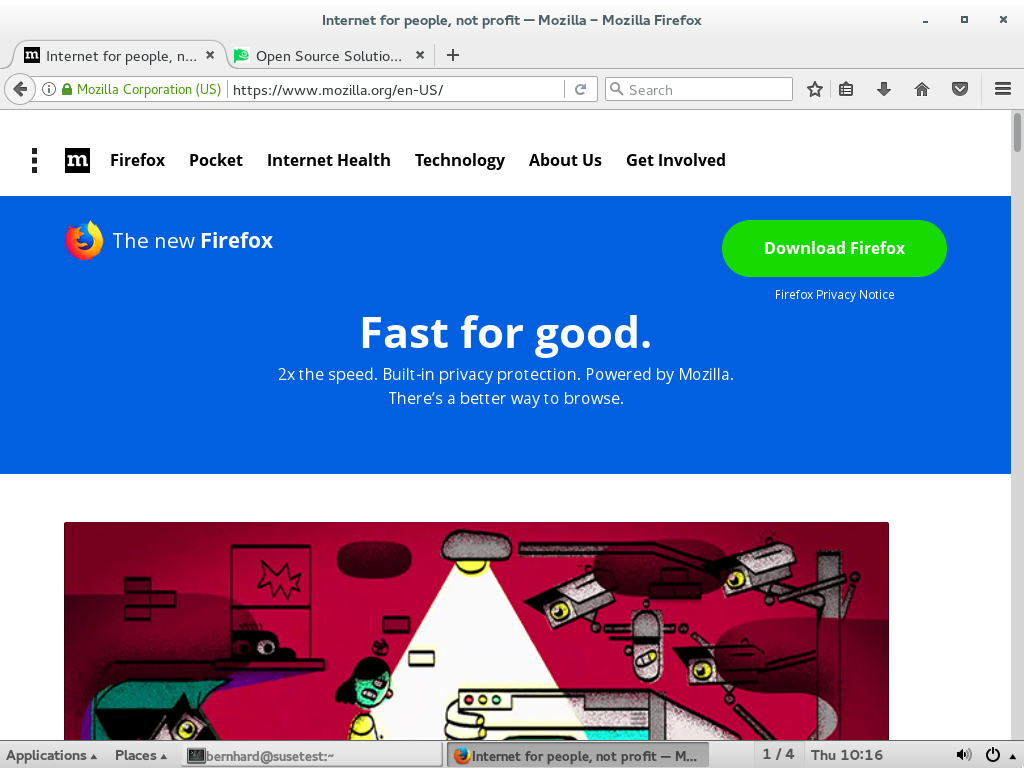 Internet for people, not profit — Mozilla – Mozilla Firefox
Internet for people, n...
Open Source Solutio...
Mozilla Corporation (US)
https://www.mozilla.org/en-US/
Search
m
Firefox
Pocket
Internet Health
Technology
About Us
Get Involved
The new Firefox
Download Firefox
Firefox Privacy Notice
Fast for good.
2x the speed. Built-in privacy protection. Powered by Mozilla.
There’s a better way to browse.
Applications
Places
bernhard@susetest:~
Internet for people, not profit — M...
1 / 4
Thu 10:16